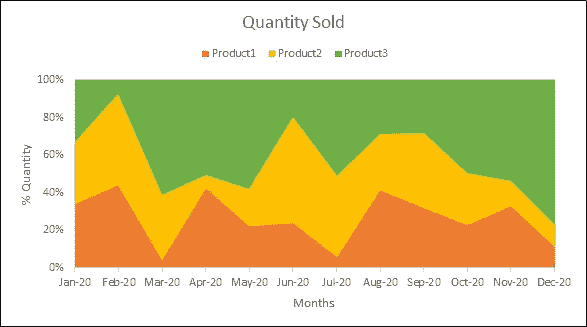 Quantity Sold
Product1 Product2 Product3
100%
80%
60%
40%
20%
0%
% Quantity
Jan-20 Feb-20 Mar-20 Apr-20 May-20 Jun-20 Jul-20 Aug-20 Sep-20 Oct-20 Nov-20 Dec-20
Months